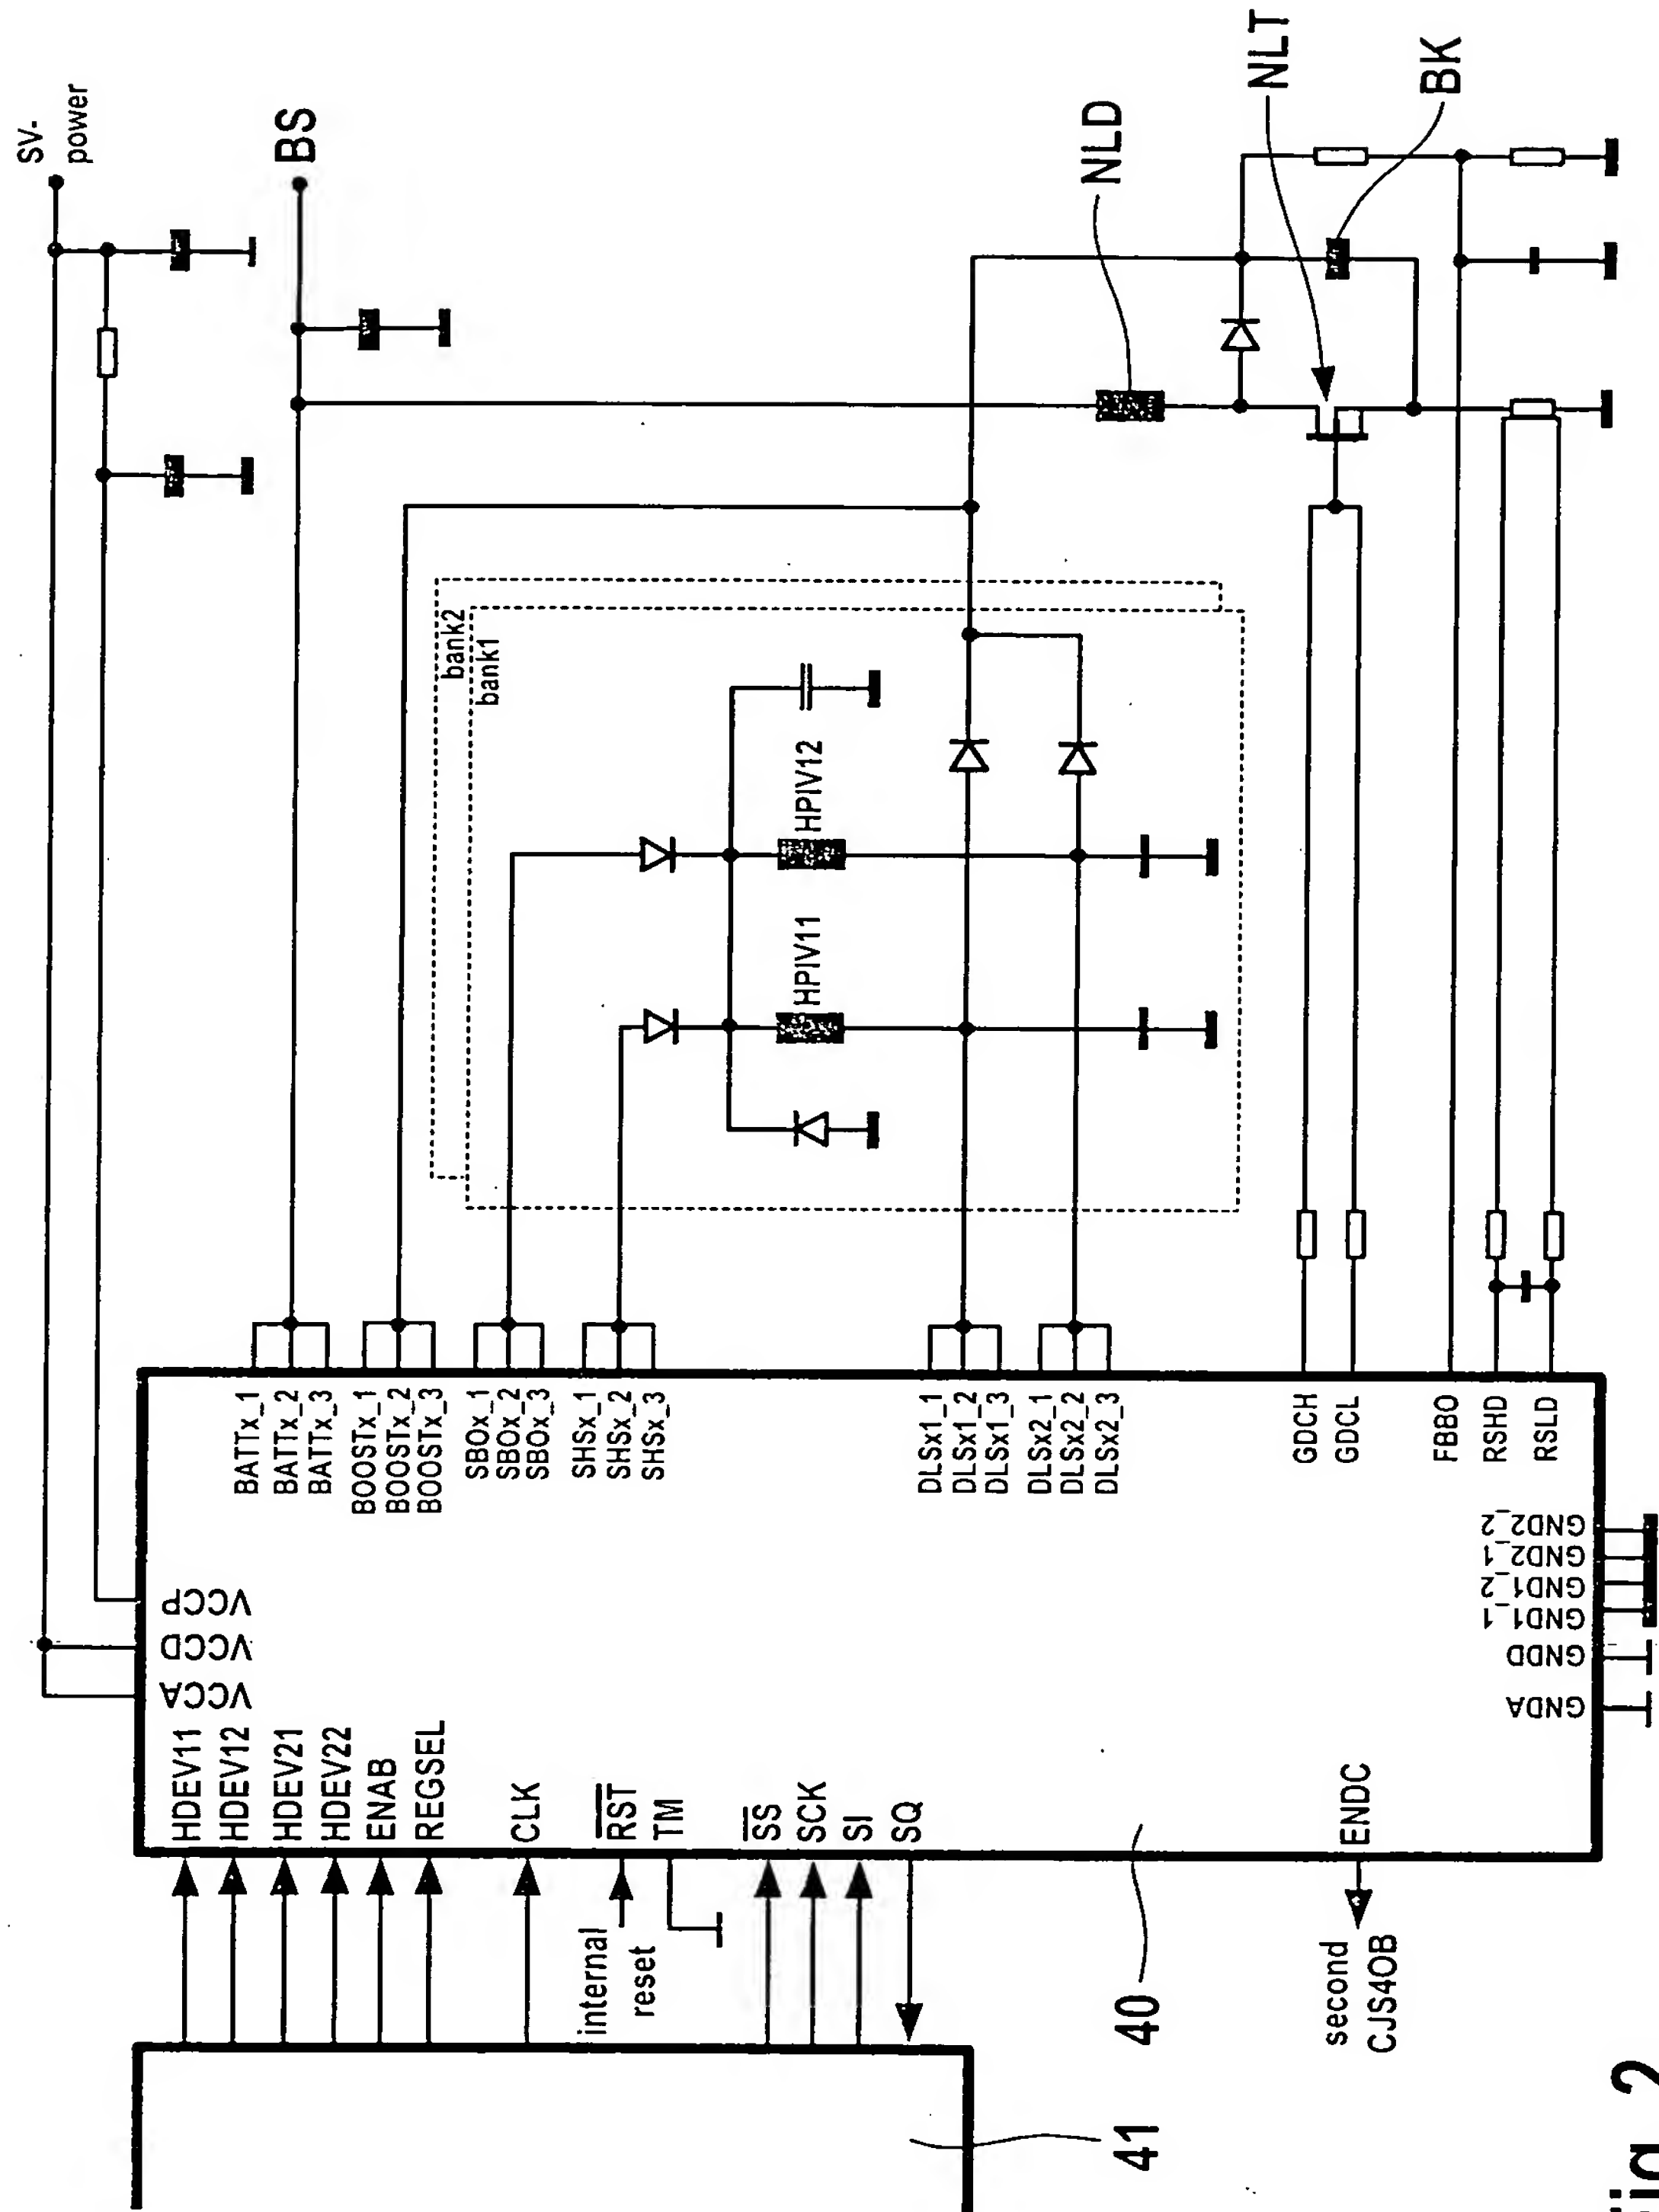 SV-
power
BS
NLD
NLT
BK
bank2
bank1
HPIV12
HPIV11
BATTx_1
BATTx_2
BATTx_3
BOOSTx_1
BOOSTx_2
BOOSTx_3
SBOx_1
SBOx_2
SBOx_3
SHSx_1
SHSx_2
SHSx_3
DLSx1_1
DLSx1_2
DLSx1_3
DLSx2_1
DLSx2_2
DLSx2_3
GDCH
GDCL
FBBO
RSHD
RSLD
VCCP
VCCD
VCCA
GND2_2
GND2_1
GND1_2
GND1_1
GNDD
GNDA
HDEV11
HDEV12
HDEV21
HDEV22
ENAB
REGSEL
CLK
RST
TM
SS
SCK
SI
SQ
ENDC
internal
reset
second
CJS4OB
40
41
Fig. 2